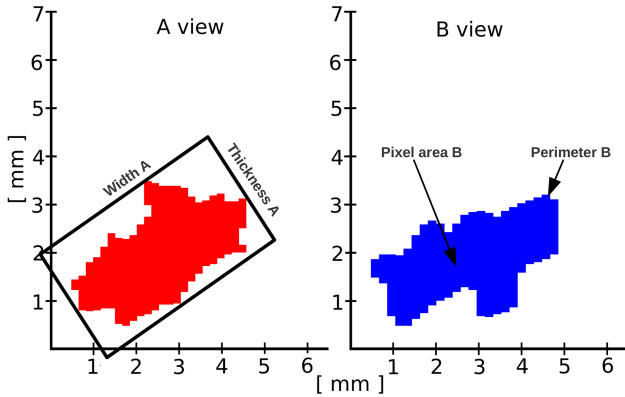 A view
B view
7
6
5
4
3
2
1
[ mm ]
Width A
Thickness A
1 2 3 4 5 6
7
6
5
4
3
2
1
Pixel area B
Perimeter B
1 2 3 4 5 6
[ mm ]